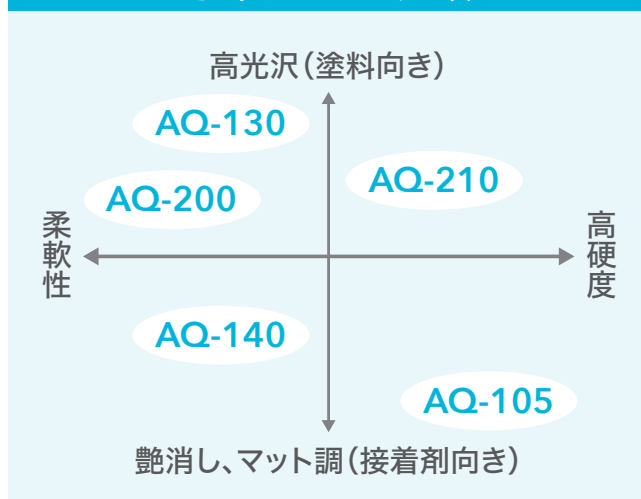 高光沢(塗料向き)
AQ-130
AQ-210
AQ-200
柔軟性
高硬度
AQ-140
AQ-105
艶消し、マット調(接着剤向き)